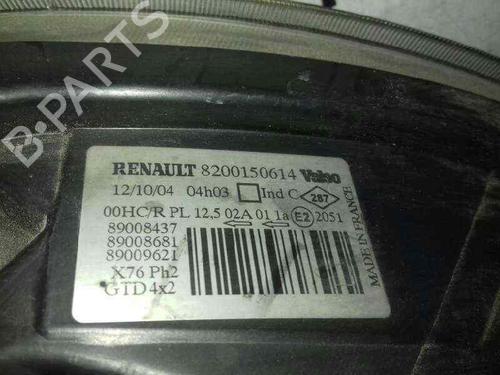 B-PARTS
RENAULT 8200150614 Valeo
12/10/04 04h03 Ind C 287
00HC/R PL 12,5 02A 01 1a E2 2051
89008437
89008681
89009621
X76 Ph2
GTD 4x2
MADE IN FRANCE